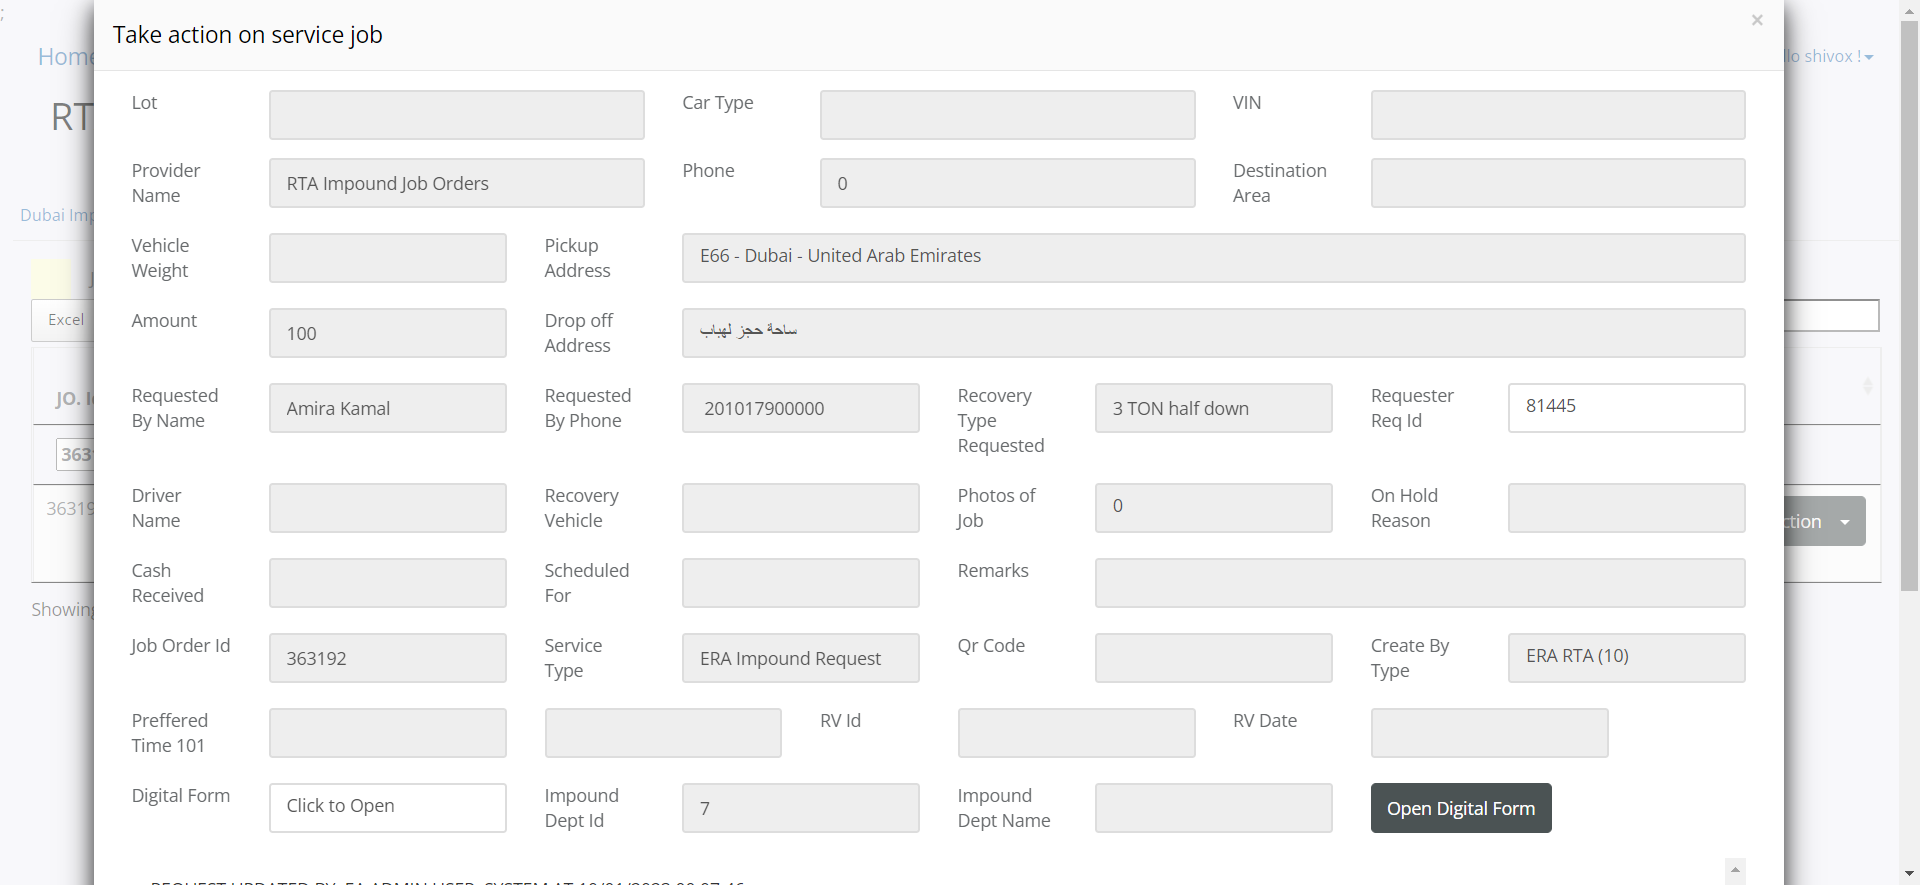 ;
Take action on service job
×
Home
llo shivox !
RT
Lot
Car Type
VIN
Provider Name
RTA Impound Job Orders
Phone
0
Destination Area
Dubai Imp
Vehicle Weight
Pickup Address
E66 - Dubai - United Arab Emirates
Excel
Amount
100
Drop off Address
ساحة حجز لهباب
JO. I
Requested By Name
Amira Kamal
Requested By Phone
201017900000
Recovery Type Requested
3 TON half down
Requester Req Id
81445
363
36319
Driver Name
Recovery Vehicle
Photos of Job
0
On Hold Reason
ction
Cash Received
Scheduled For
Remarks
Showing
Job Order Id
363192
Service Type
ERA Impound Request
Qr Code
Create By Type
ERA RTA (10)
Preffered Time 101
RV Id
RV Date
Digital Form
Click to Open
Impound Dept Id
7
Impound Dept Name
Open Digital Form